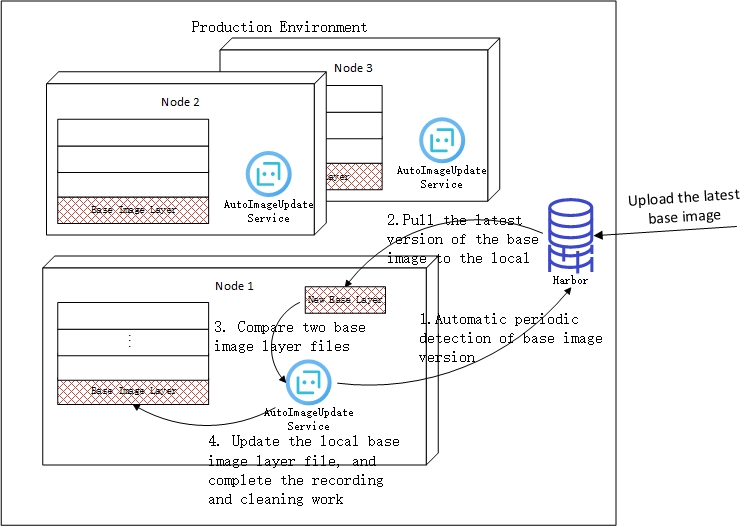 Production Environment
Node 3
Node 2
AutoImageUpdate
Service
AutoImageUpdate
Service
Base Image Layer
Upload the latest
base image
2.Pull the latest
version of the base
image to the local
Harbor
Node 1
New Base Layer
1.Automatic periodic
detection of base image
version
3. Compare two base
image layer files
⋮
Base Image Layer
AutoImageUpdate
Service
4. Update the local base
image layer file, and
complete the recording
and cleaning work